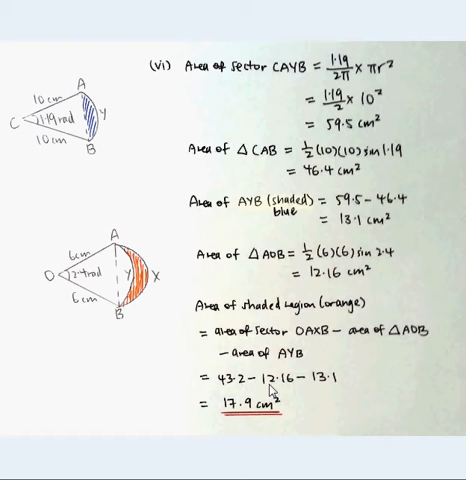 (vi) Area of sector CAYB = 1.19/2π × πr²
= 1.19/2 × 10²
= 59.5 cm²
Area of △CAB = ½(10)(10) sin 1.19
= 46.4 cm²
Area of AYB (shaded) = 59.5 - 46.4
blue
= 13.1 cm²
Area of △AOB = ½(6)(6) sin 2.4
= 12.16 cm²
Area of shaded region (orange)
= area of sector OAXB - area of △AOB
- area of AYB
= 43.2 - 12.16 - 13.1
= 17.9 cm²
A
10 cm
C 1.19 rad Y
10 cm
B
A
6cm
O 2.4 rad Y X
6 cm
B